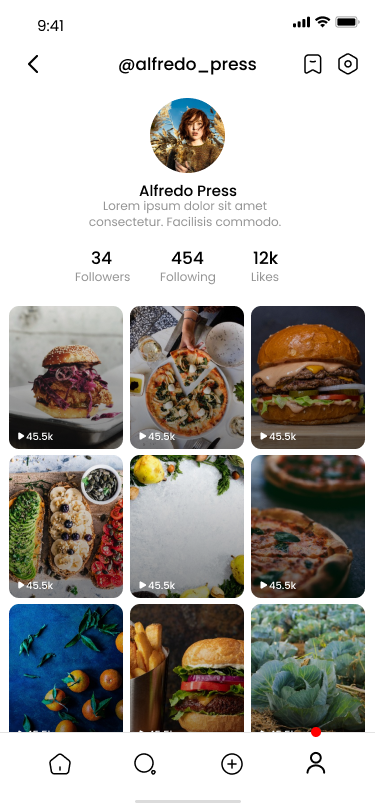 9:41
@alfredo_press
Alfredo Press
Lorem ipsum dolor sit amet
consectetur. Facilisis commodo.
34 454 12k
Followers Following Likes
45.5k 45.5k 45.5k
45.5k 45.5k 45.5k